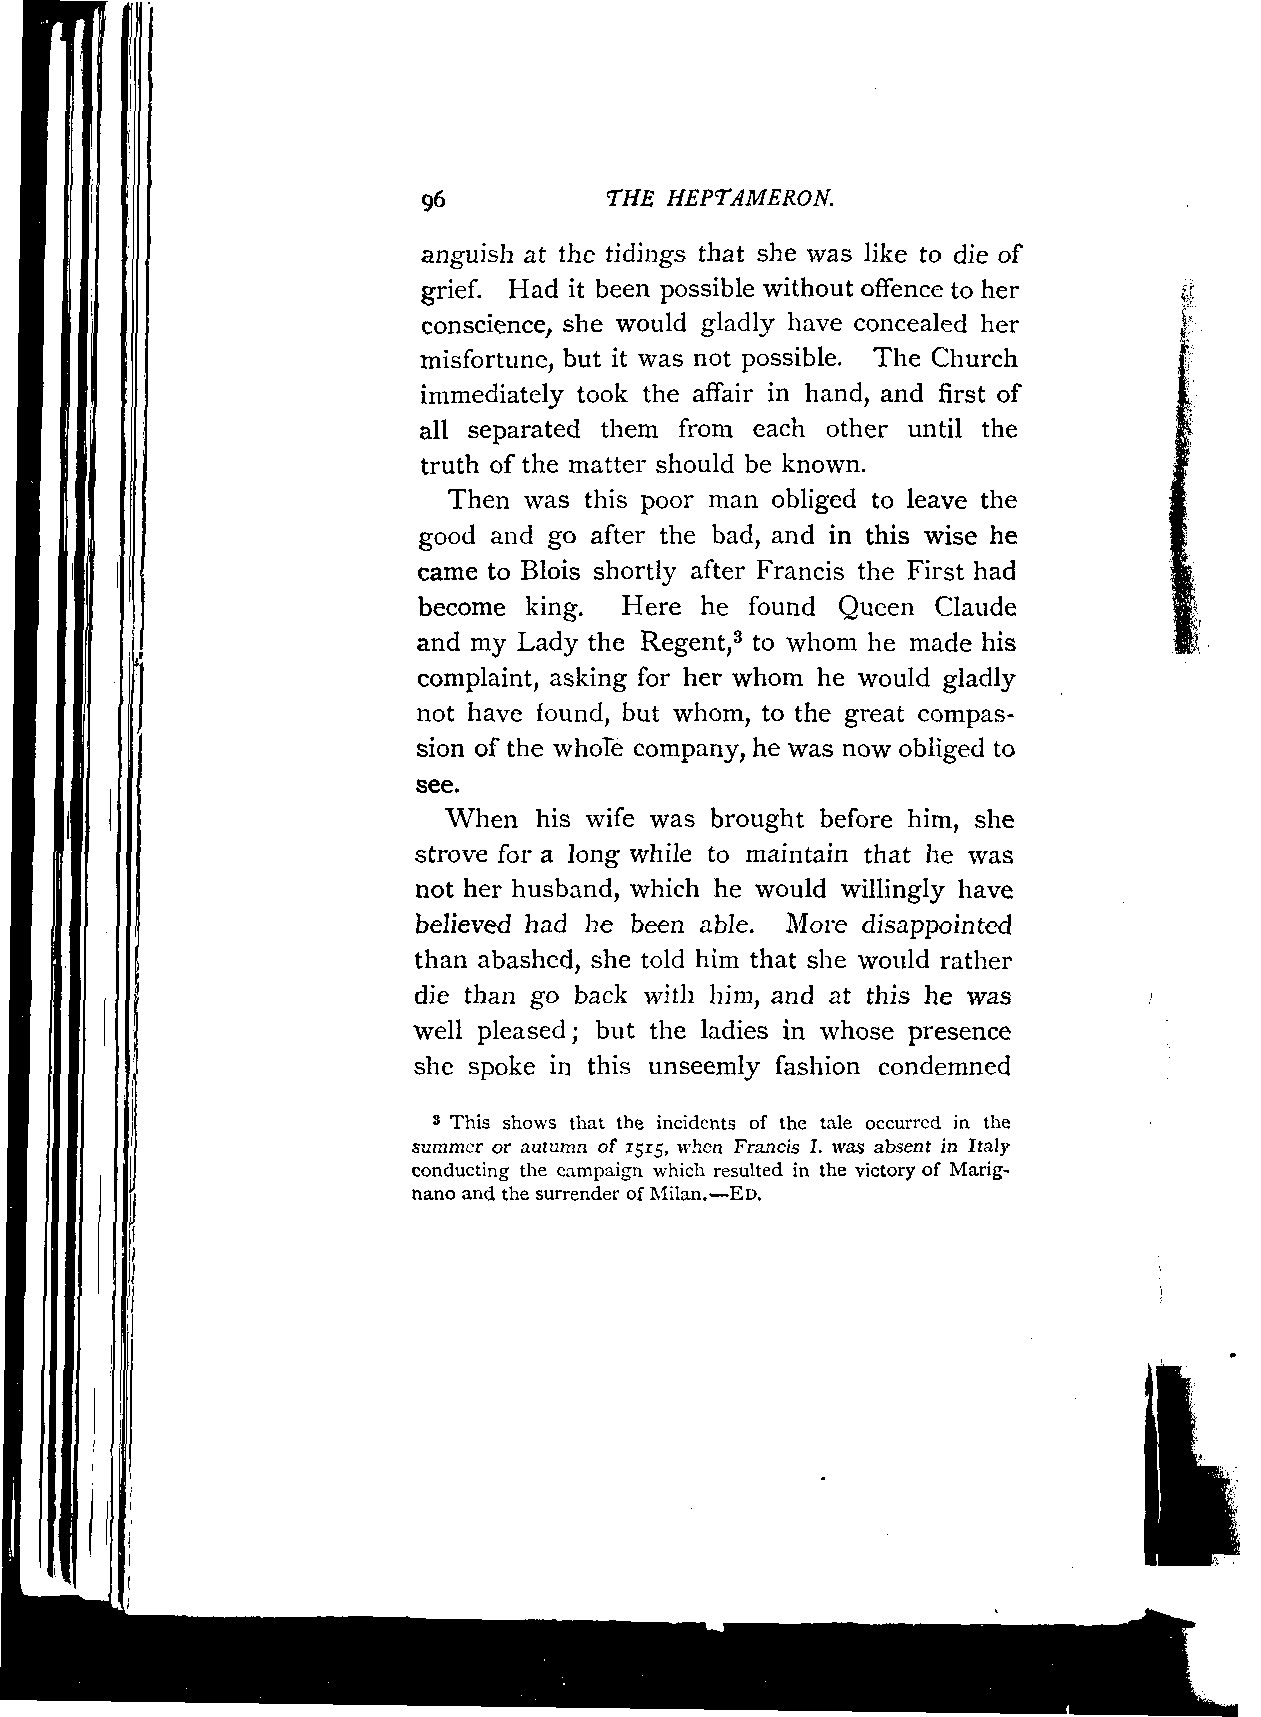 96 THE HEPTAMERON.
anguish at the tidings that she was like to die of
grief. Had it been possible without offence to her
conscience, she would gladly have concealed her
misfortune, but it was not possible. The Church
immediately took the affair in hand, and first of
all separated them from each other until the
truth of the matter should be known.
Then was this poor man obliged to leave the
good and go after the bad, and in this wise he
came to Blois shortly after Francis the First had
become king. Here he found Queen Claude
and my Lady the Regent,³ to whom he made his
complaint, asking for her whom he would gladly
not have found, but whom, to the great compas-
sion of the whole company, he was now obliged to
see.
When his wife was brought before him, she
strove for a long while to maintain that he was
not her husband, which he would willingly have
believed had he been able. More disappointed
than abashed, she told him that she would rather
die than go back with him, and at this he was
well pleased; but the ladies in whose presence
she spoke in this unseemly fashion condemned
³ This shows that the incidents of the tale occurred in the
summer or autumn of 1515, when Francis I. was absent in Italy
conducting the campaign which resulted in the victory of Marig-
nano and the surrender of Milan.—ED.